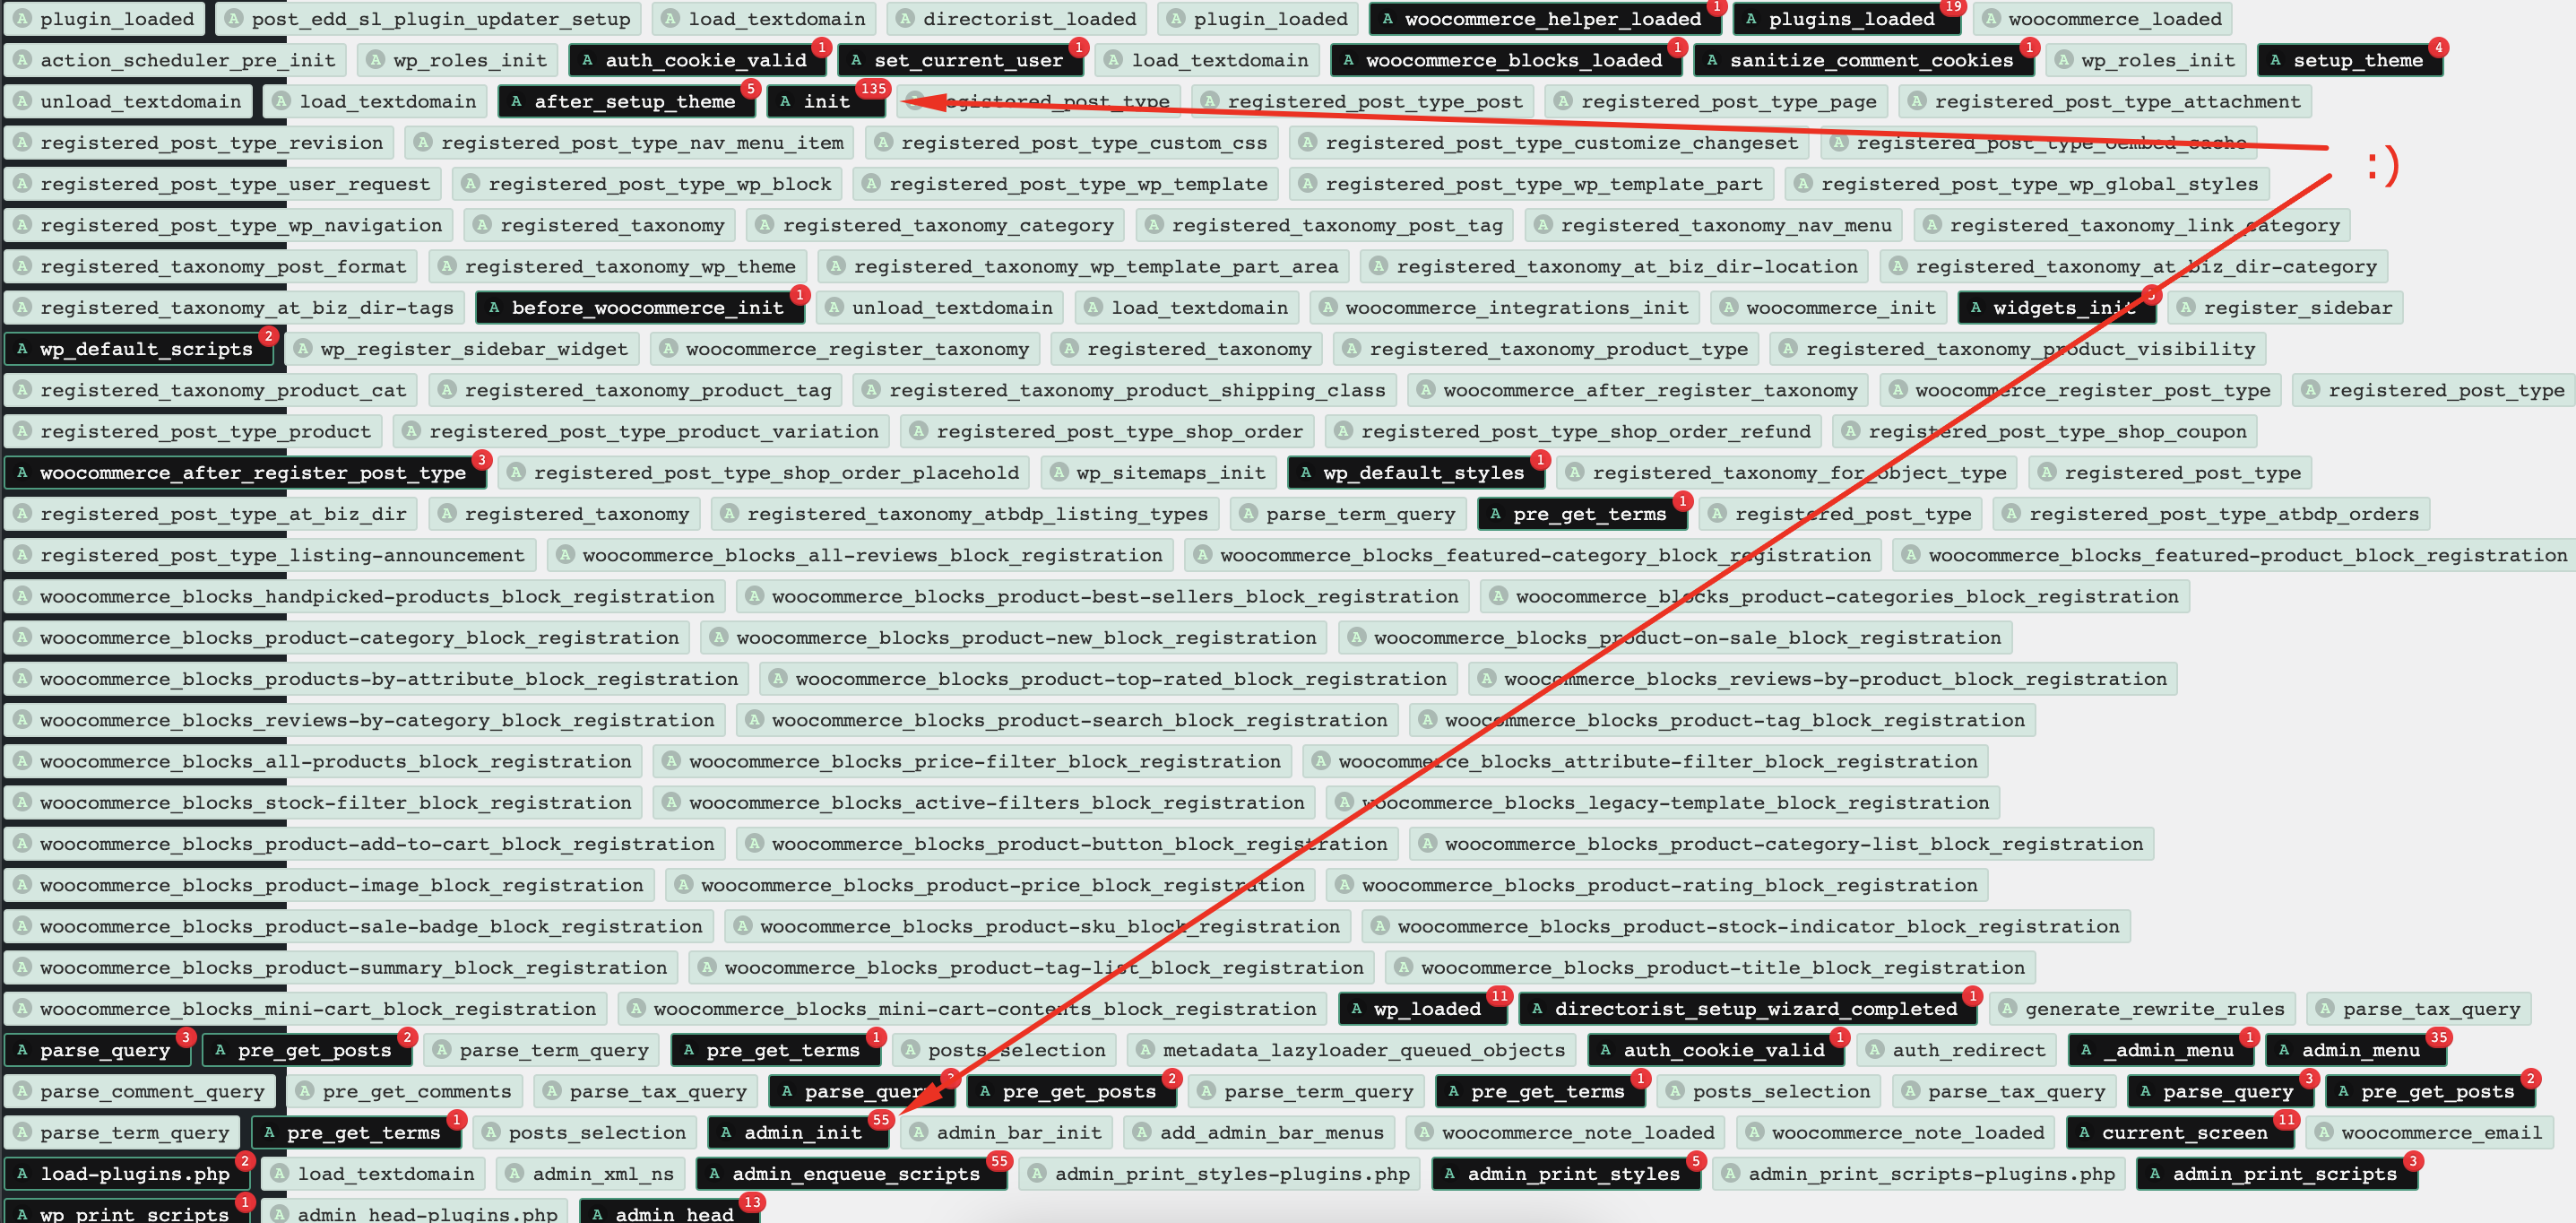 A plugin_loaded A post_edd_sl_plugin_updater_setup A load_textdomain A directorist_loaded A plugin_loaded A woocommerce_helper_loaded 1 A plugins_loaded 19 A woocommerce_loaded
A action_scheduler_pre_init A wp_roles_init A auth_cookie_valid 1 A set_current_user 1 A load_textdomain A woocommerce_blocks_loaded 1 A sanitize_comment_cookies 1 A wp_roles_init A setup_theme 4
A unload_textdomain A load_textdomain A after_setup_theme 5 A init 135 A registered_post_type A registered_post_type_post A registered_post_type_page A registered_post_type_attachment
A registered_post_type_revision A registered_post_type_nav_menu_item A registered_post_type_custom_css A registered_post_type_customize_changeset A registered_post_type_oembed_cache
:)
A registered_post_type_user_request A registered_post_type_wp_block A registered_post_type_wp_template A registered_post_type_wp_template_part A registered_post_type_wp_global_styles
A registered_post_type_wp_navigation A registered_taxonomy A registered_taxonomy_category A registered_taxonomy_post_tag A registered_taxonomy_nav_menu A registered_taxonomy_link_category
A registered_taxonomy_post_format A registered_taxonomy_wp_theme A registered_taxonomy_wp_template_part_area A registered_taxonomy_at_biz_dir-location A registered_taxonomy_at_biz_dir-category
A registered_taxonomy_at_biz_dir-tags A before_woocommerce_init 1 A unload_textdomain A load_textdomain A woocommerce_integrations_init A woocommerce_init A widgets_init A register_sidebar
A wp_default_scripts 2 A wp_register_sidebar_widget A woocommerce_register_taxonomy A registered_taxonomy A registered_taxonomy_product_type A registered_taxonomy_product_visibility
A registered_taxonomy_product_cat A registered_taxonomy_product_tag A registered_taxonomy_product_shipping_class A woocommerce_after_register_taxonomy A woocommerce_register_post_type A registered_post_type
A registered_post_type_product A registered_post_type_product_variation A registered_post_type_shop_order A registered_post_type_shop_order_refund A registered_post_type_shop_coupon
A woocommerce_after_register_post_type 3 A registered_post_type_shop_order_placehold A wp_sitemaps_init A wp_default_styles 1 A registered_taxonomy_for_object_type A registered_post_type
A registered_post_type_at_biz_dir A registered_taxonomy A registered_taxonomy_atbdp_listing_types A parse_term_query A pre_get_terms 1 A registered_post_type A registered_post_type_atbdp_orders
A registered_post_type_listing-announcement A woocommerce_blocks_all-reviews_block_registration A woocommerce_blocks_featured-category_block_registration A woocommerce_blocks_featured-product_block_registration
A woocommerce_blocks_handpicked-products_block_registration A woocommerce_blocks_product-best-sellers_block_registration A woocommerce_blocks_product-categories_block_registration
A woocommerce_blocks_product-category_block_registration A woocommerce_blocks_product-new_block_registration A woocommerce_blocks_product-on-sale_block_registration
A woocommerce_blocks_products-by-attribute_block_registration A woocommerce_blocks_product-top-rated_block_registration A woocommerce_blocks_reviews-by-product_block_registration
A woocommerce_blocks_reviews-by-category_block_registration A woocommerce_blocks_product-search_block_registration A woocommerce_blocks_product-tag_block_registration
A woocommerce_blocks_all-products_block_registration A woocommerce_blocks_price-filter_block_registration A woocommerce_blocks_attribute-filter_block_registration
A woocommerce_blocks_stock-filter_block_registration A woocommerce_blocks_active-filters_block_registration A woocommerce_blocks_legacy-template_block_registration
A woocommerce_blocks_product-add-to-cart_block_registration A woocommerce_blocks_product-button_block_registration A woocommerce_blocks_product-category-list_block_registration
A woocommerce_blocks_product-image_block_registration A woocommerce_blocks_product-price_block_registration A woocommerce_blocks_product-rating_block_registration
A woocommerce_blocks_product-sale-badge_block_registration A woocommerce_blocks_product-sku_block_registration A woocommerce_blocks_product-stock-indicator_block_registration
A woocommerce_blocks_product-summary_block_registration A woocommerce_blocks_product-tag-list_block_registration A woocommerce_blocks_product-title_block_registration
A woocommerce_blocks_mini-cart_block_registration A woocommerce_blocks_mini-cart-contents_block_registration A wp_loaded 11 A directorist_setup_wizard_completed 1 A generate_rewrite_rules A parse_tax_query
A parse_query 3 A pre_get_posts 2 A parse_term_query A pre_get_terms 1 A posts_selection A metadata_lazyloader_queued_objects A auth_cookie_valid 1 A auth_redirect A _admin_menu 1 A admin_menu 35
A parse_comment_query A pre_get_comments A parse_tax_query A parse_query A pre_get_posts 2 A parse_term_query A pre_get_terms 1 A posts_selection A parse_tax_query A parse_query 3 A pre_get_posts 2
A parse_term_query A pre_get_terms 1 A posts_selection A admin_init 55 A admin_bar_init A add_admin_bar_menus A woocommerce_note_loaded A woocommerce_note_loaded A current_screen 11 A woocommerce_email
A load-plugins.php 2 A load_textdomain A admin_xml_ns A admin_enqueue_scripts 55 A admin_print_styles-plugins.php A admin_print_styles 5 A admin_print_scripts-plugins.php A admin_print_scripts 3
A wp_print_scripts 1 A admin_head-plugins.php A admin_head 13